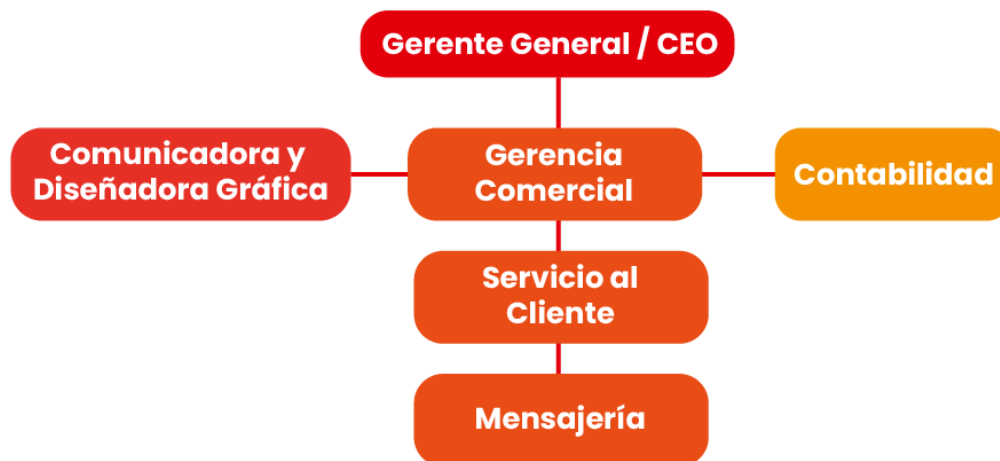 Gerente General / CEO
Comunicadora y
Diseñadora Gráfica
Gerencia
Comercial
Contabilidad
Servicio al
Cliente
Mensajería